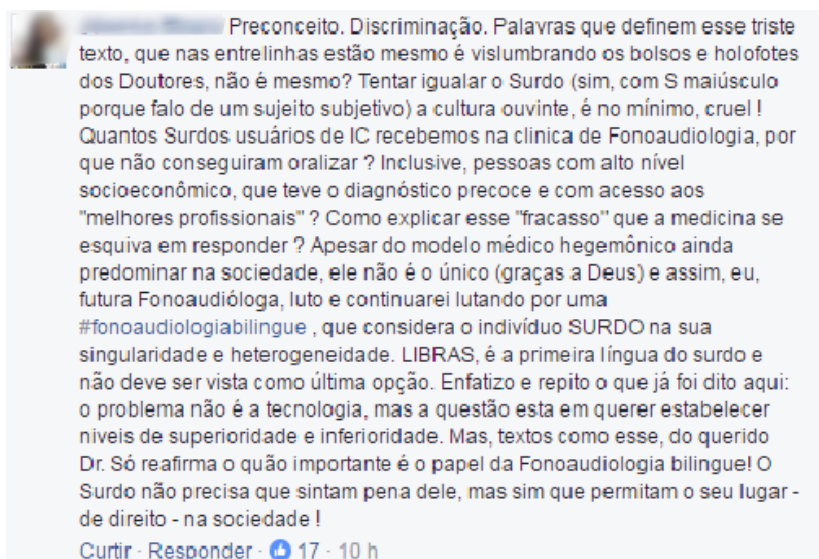 Preconceito. Discriminação. Palavras que definem esse triste
texto, que nas entrelinhas estão mesmo é vislumbrando os bolsos e holofotes
dos Doutores, não é mesmo? Tentar igualar o Surdo (sim, com S maiúsculo
porque falo de um sujeito subjetivo) a cultura ouvinte, é no mínimo, cruel !
Quantos Surdos usuários de IC recebemos na clinica de Fonoaudiologia, por
que não conseguiram oralizar ? Inclusive, pessoas com alto nível
socioeconômico, que teve o diagnóstico precoce e com acesso aos
"melhores profissionais" ? Como explicar esse "fracasso" que a medicina se
esquiva em responder ? Apesar do modelo médico hegemônico ainda
predominar na sociedade, ele não é o único (graças a Deus) e assim, eu,
futura Fonoaudióloga, luto e continuarei lutando por uma
#fonoaudiologiabilingue , que considera o indivíduo SURDO na sua
singularidade e heterogeneidade. LIBRAS, é a primeira língua do surdo e
não deve ser vista como última opção. Enfatizo e repito o que já foi dito aqui:
o problema não é a tecnologia, mas a questão esta em querer estabelecer
niveis de superioridade e inferioridade. Mas, textos como esse, do querido
Dr. Só reafirma o quão importante é o papel da Fonoaudiologia bilingue! O
Surdo não precisa que sintam pena dele, mas sim que permitam o seu lugar -
de direito - na sociedade !
Curtir · Responder · 17 · 10 h